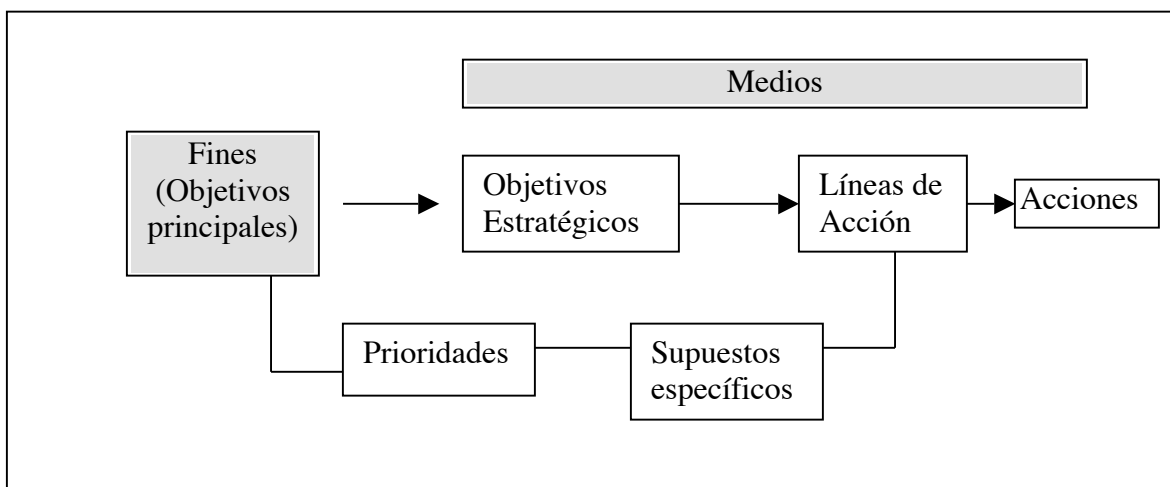 Medios
Fines
(Objetivos
principales)
Objetivos
Estratégicos
Líneas de
Acción
Acciones
Prioridades
Supuestos
específicos